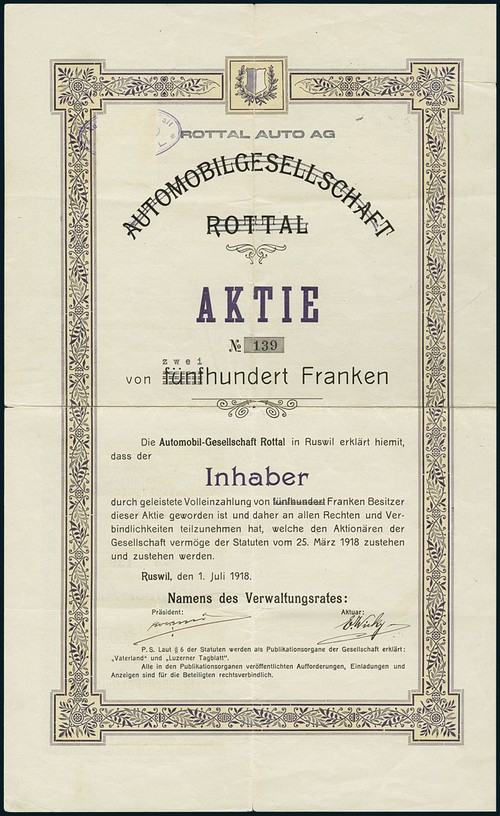 ROTTAL AUTO AG
AUTOMOBILGESELLSCHAFT
ROTTAL
AKTIE
№ 139
zwei
von fünfhundert Franken
Die Automobil-Gesellschaft Rottal in Ruswil erklärt hiemit,
dass der
Inhaber
durch geleistete Volleinzahlung von fünfhundert Franken Besitzer
dieser Aktie geworden ist und daher an allen Rechten und Ver-
bindlichkeiten teilzunehmen hat, welche den Aktionären der
Gesellschaft vermöge der Statuten vom 25. März 1918 zustehen
und zustehen werden.
Ruswil, den 1. Juli 1918.
Namens des Verwaltungsrates:
Präsident: Aktuar:
P. S. Laut § 6 der Statuten werden als Publikationsorgane der Gesellschaft erklärt:
„Vaterland" und „Luzerner Tagblatt".
Alle in den Publikationsorganen veröffentlichten Aufforderungen, Einladungen und
Anzeigen sind für die Beteiligten rechtsverbindlich.